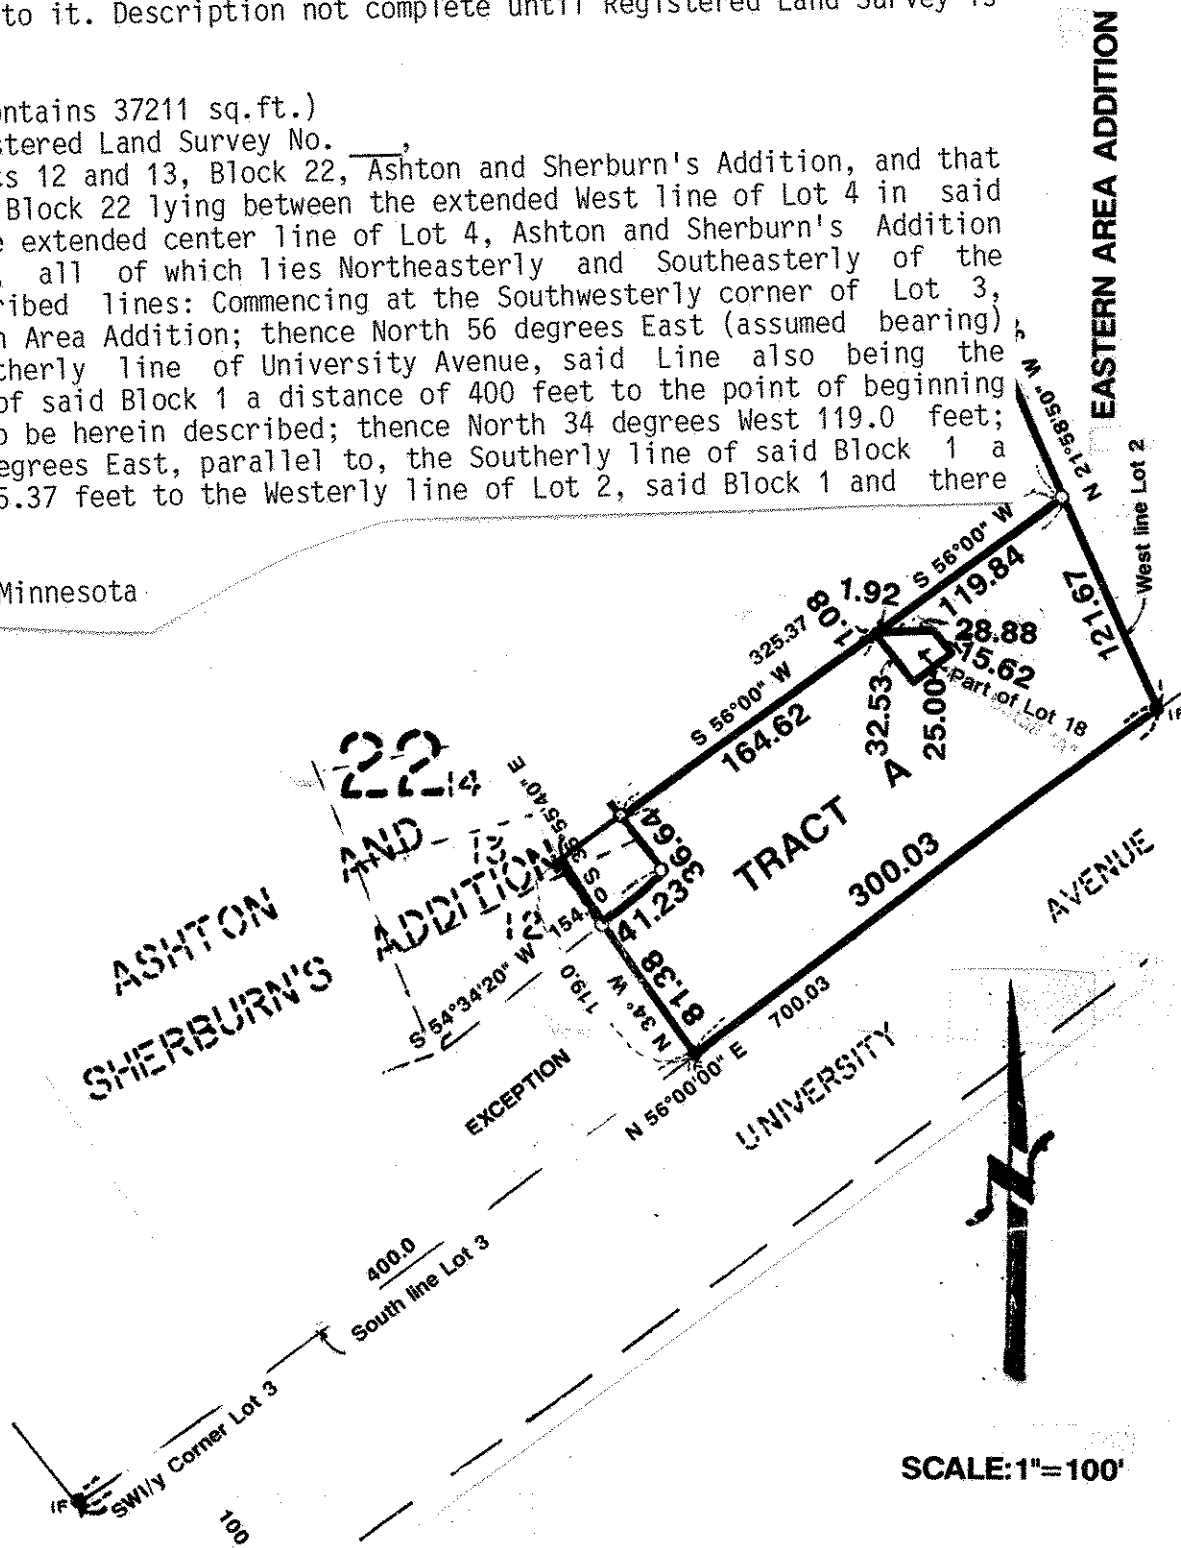 to it. Description not complete until Registered Land Survey is
ntains 37211 sq.ft.)
stered Land Survey No. ___,
s 12 and 13, Block 22, Ashton and Sherburn's Addition, and that
Block 22 lying between the extended West line of Lot 4 in said
e extended center line of Lot 4, Ashton and Sherburn's Addition
, all of which lies Northeasterly and Southeasterly of the
ribed lines: Commencing at the Southwesterly corner of Lot 3,
n Area Addition; thence North 56 degrees East (assumed bearing)
therly line of University Avenue, said Line also being the
of said Block 1 a distance of 400 feet to the point of beginning
o be herein described; thence North 34 degrees West 119.0 feet;
egrees East, parallel to, the Southerly line of said Block 1 a
5.37 feet to the Westerly line of Lot 2, said Block 1 and there
Minnesota
EASTERN AREA ADDITION
N 21°58'50" W
West line Lot 2
S 56°00" W
119.84
121.67
1.92
7.08
325.37
28.88
15.62
Part of Lot 18
32.53
25.00
S 56°00" W
164.62
TRACT A
300.03
22
14
13
12
ASHTON
AND
SHERBURN'S ADDITION
41.23
81.38
119.0
N 34° W
S 54°34'20" W
EXCEPTION
N 56°00'00" E
700.03
UNIVERSITY
AVENUE
400.0
South line Lot 3
SWl/y Corner Lot 3
IF
100
SCALE:1"=100'